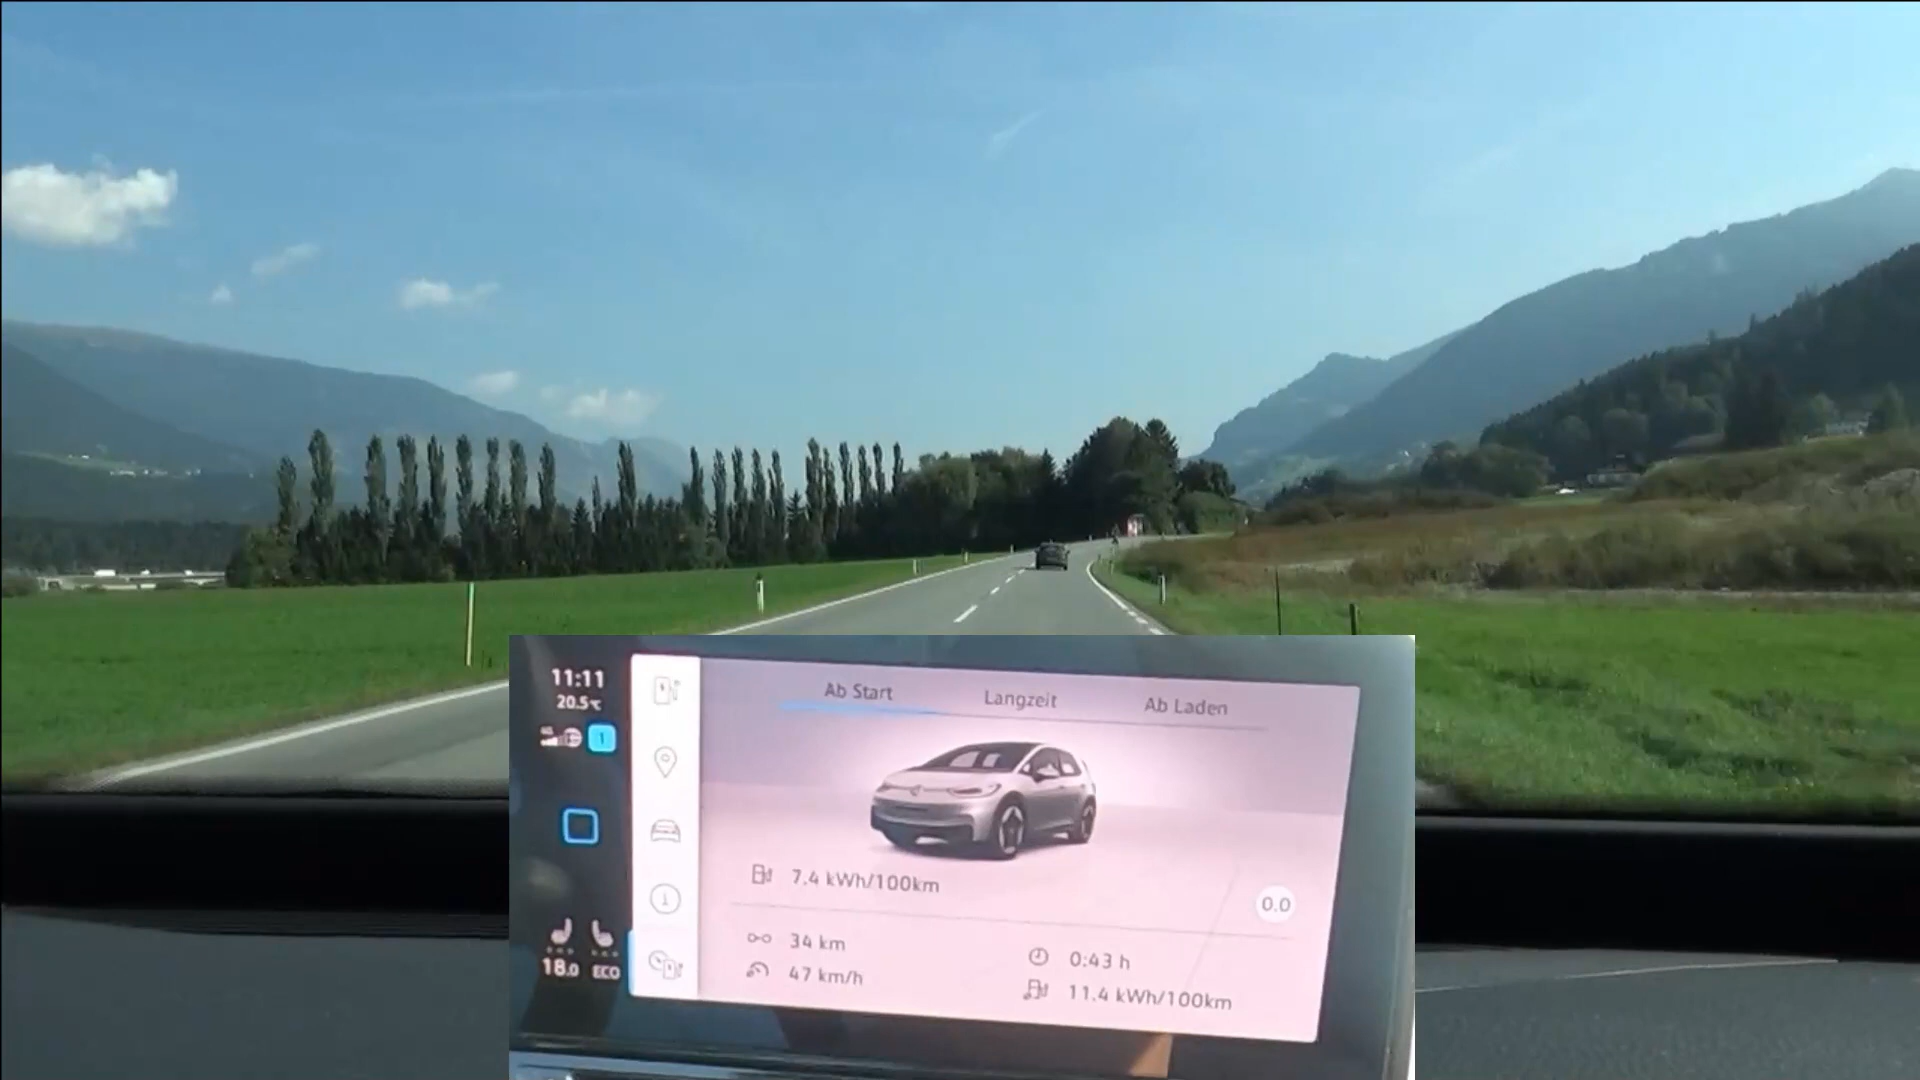 11:11
20.5℃
4G
1
Ab Start
Langzeit
Ab Laden
7.4 kWh/100km
0.0
34 km
0:43 h
47 km/h
11.4 kWh/100km
18.0 ECO